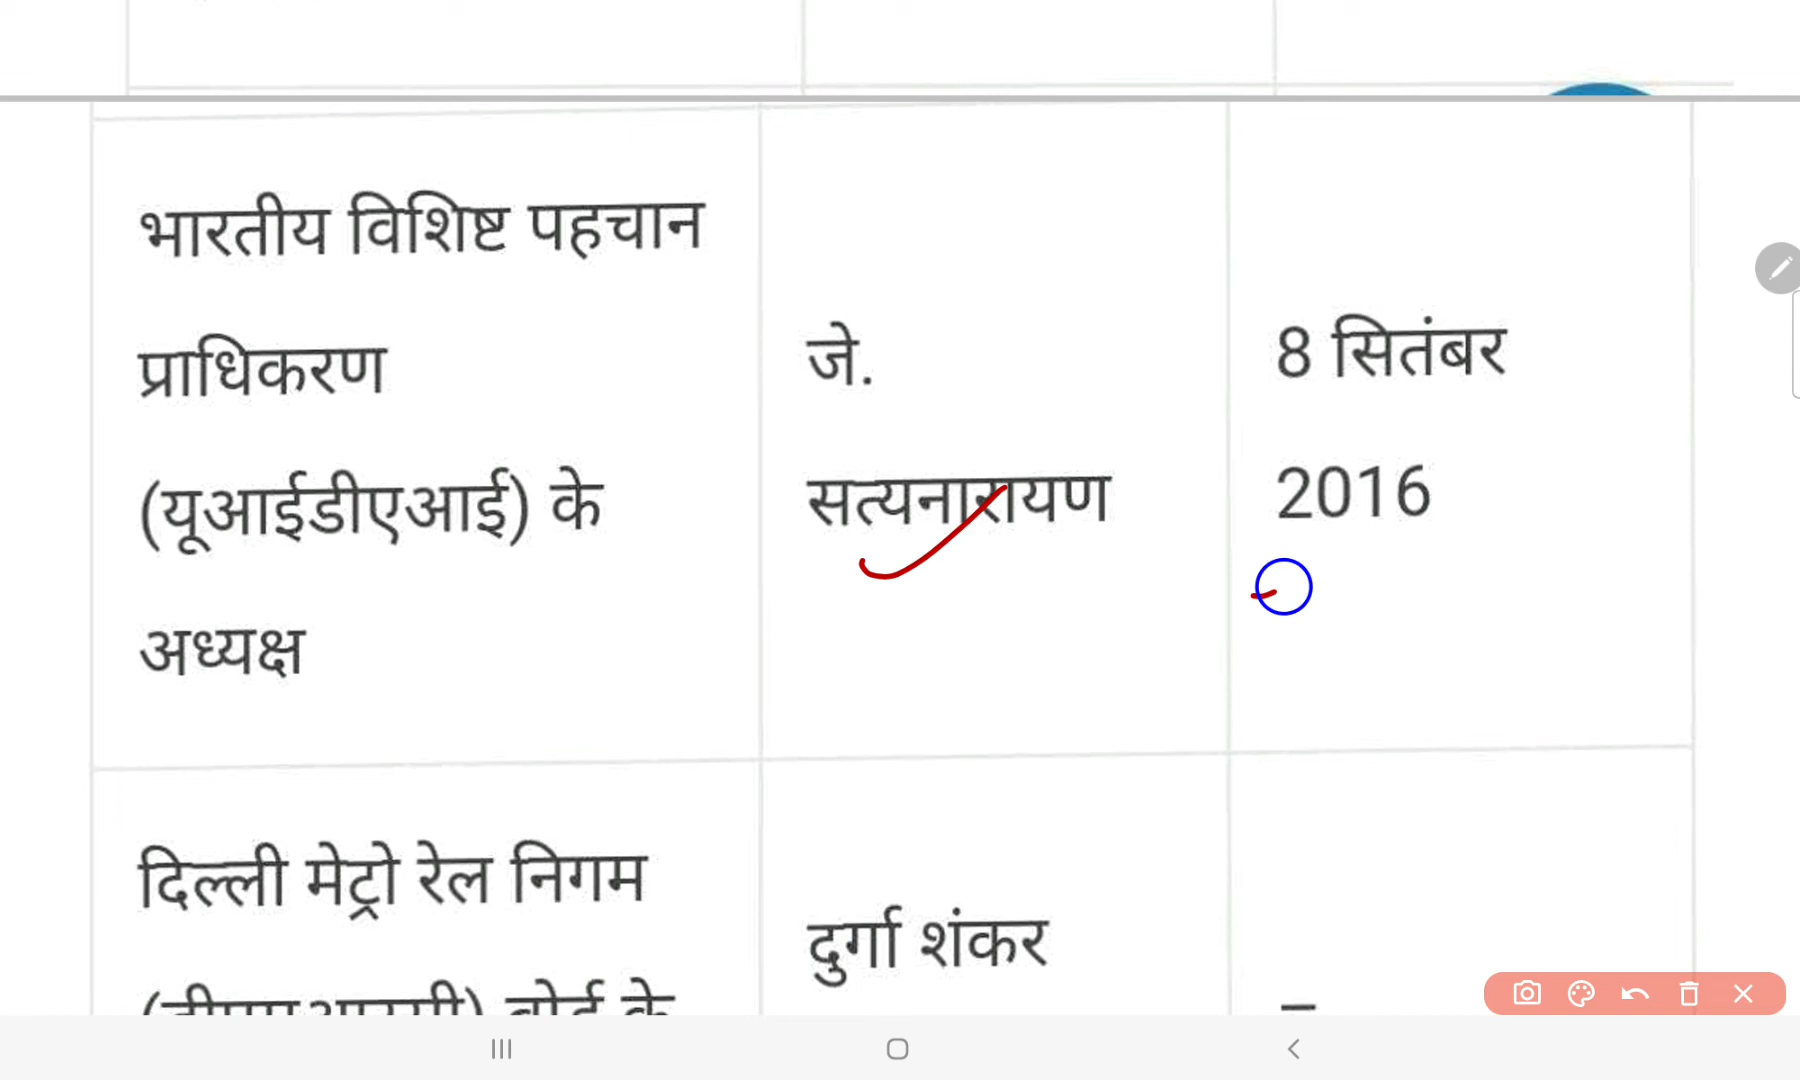 भारतीय विशिष्ट पहचान
प्राधिकरण
(यूआईडीएआई) के
अध्यक्ष
जे.
सत्यनारायण
8 सितंबर
2016
दिल्ली मेट्रो रेल निगम
बोर्ड के
दुर्गा शंकर
–